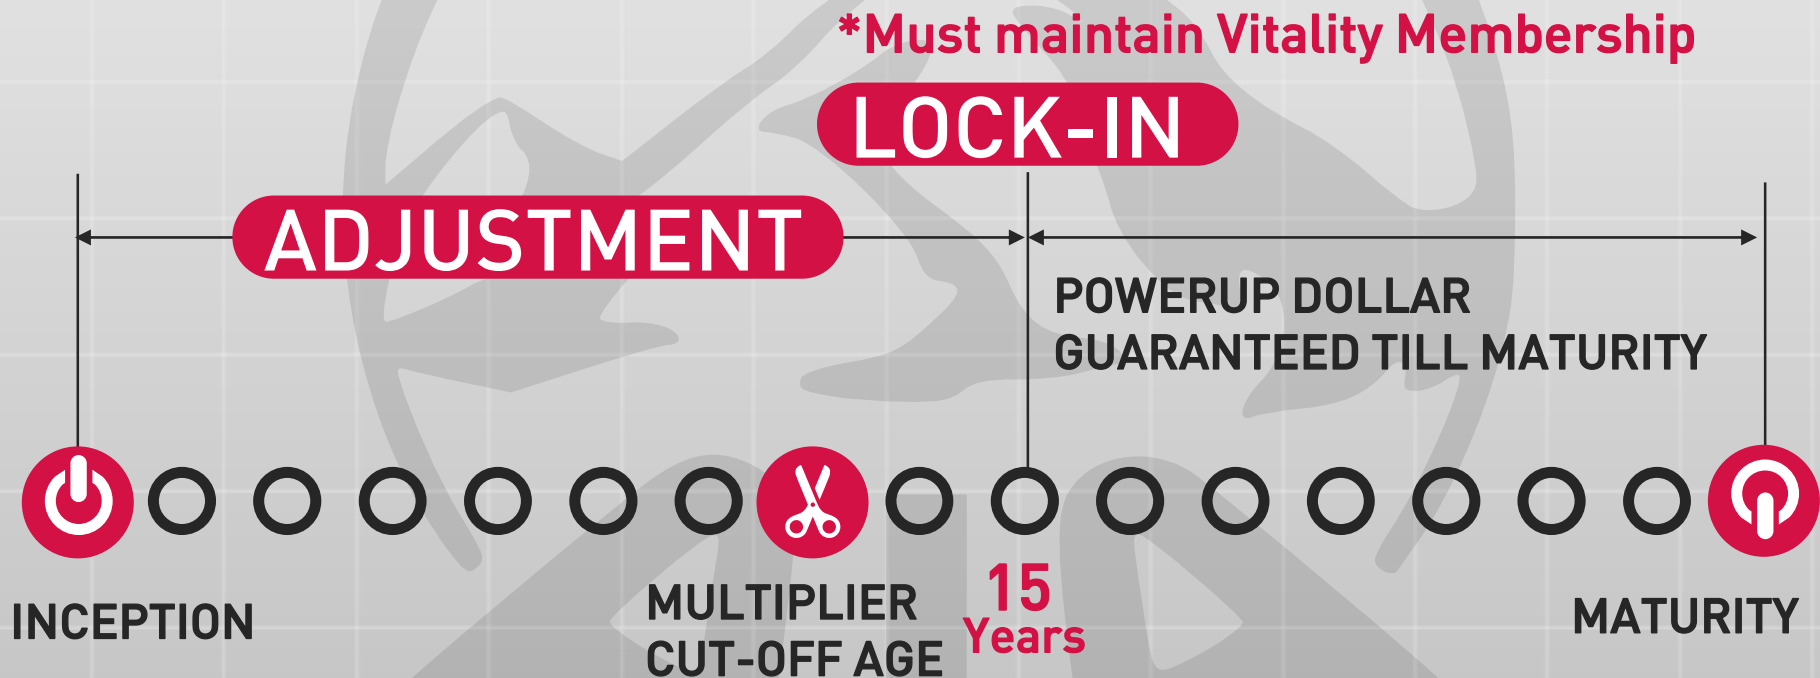 *Must maintain Vitality Membership
LOCK-IN
ADJUSTMENT
POWERUP DOLLAR
GUARANTEED TILL MATURITY
INCEPTION
MULTIPLIER
CUT-OFF AGE
15
Years
MATURITY